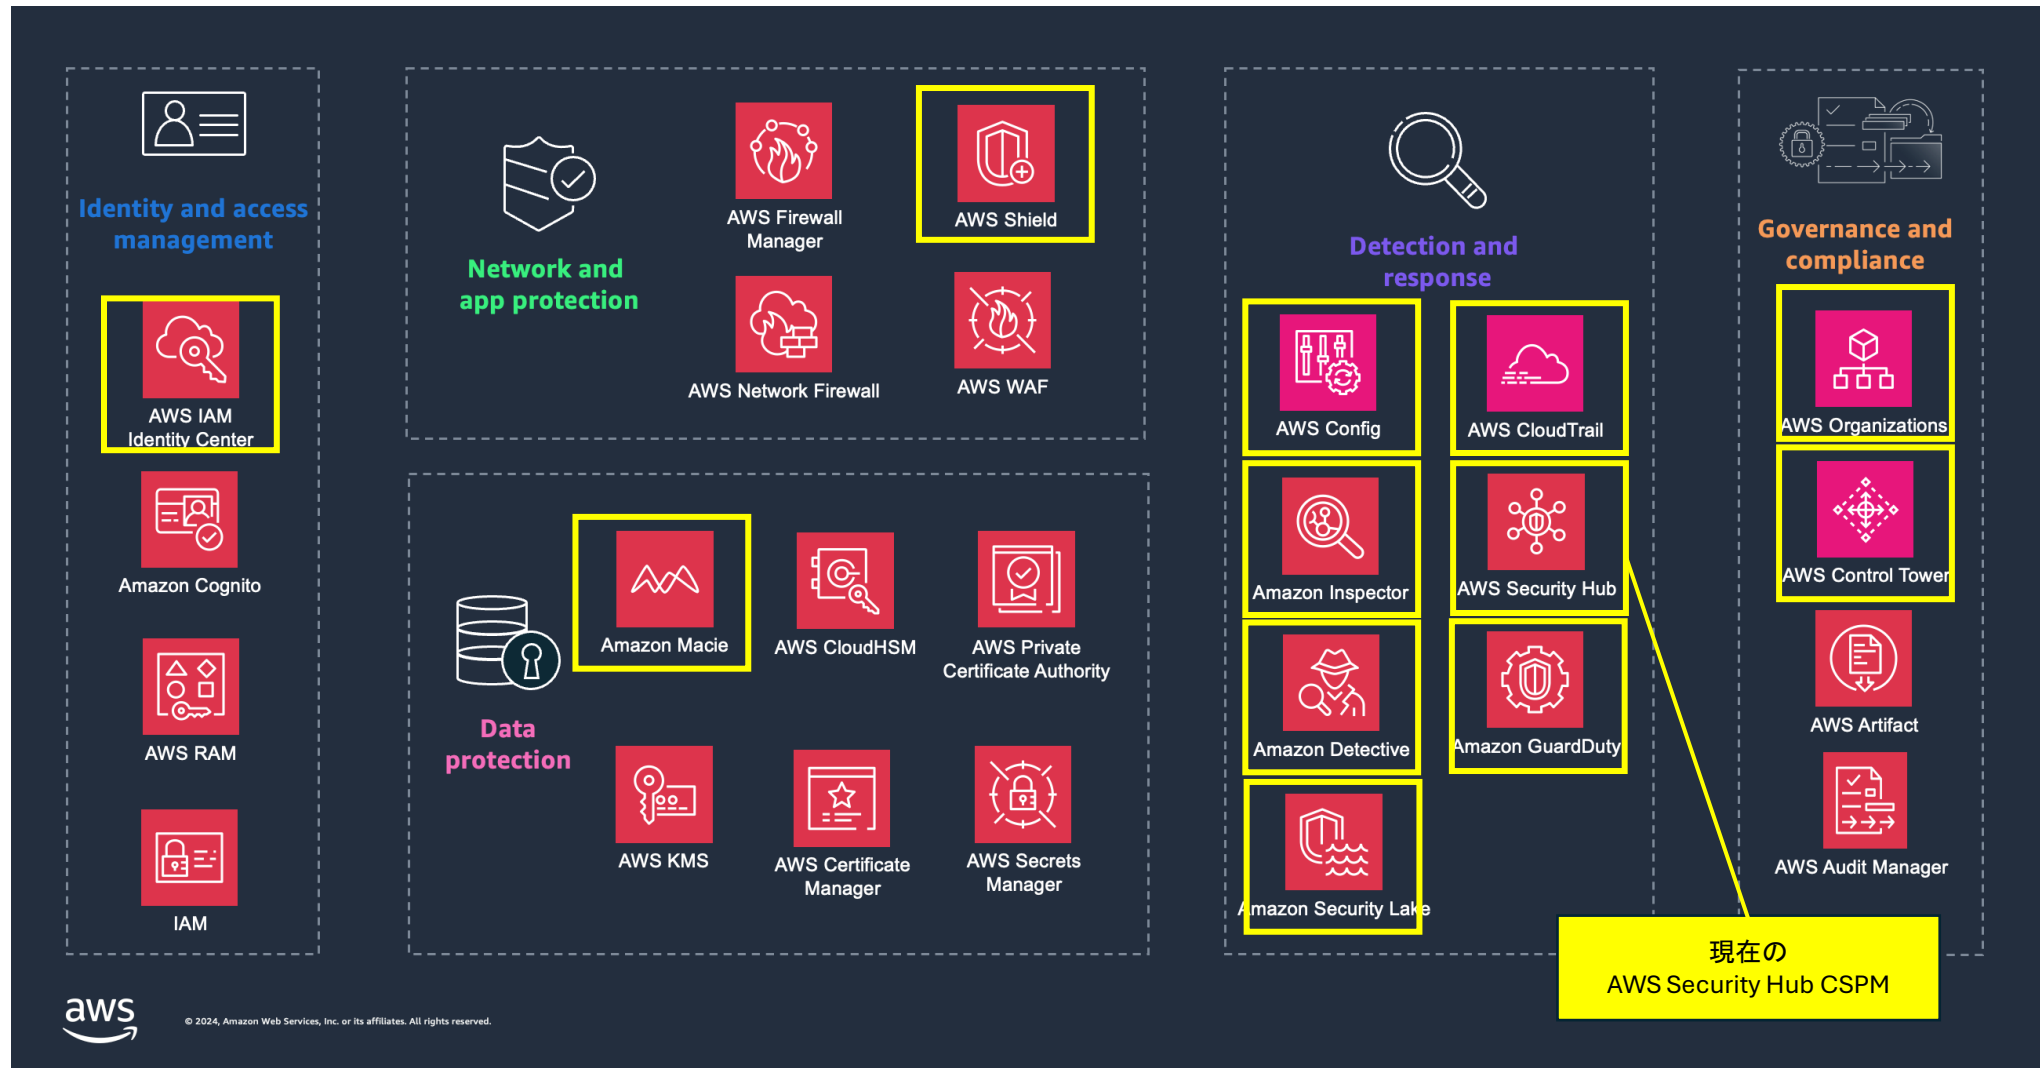 Identity and access
management
AWS IAM
Identity Center
Amazon Cognito
AWS RAM
IAM
Network and
app protection
AWS Firewall
Manager
AWS Shield
AWS Network Firewall
AWS WAF
Data
protection
Amazon Macie
AWS CloudHSM
AWS Private
Certificate Authority
AWS KMS
AWS Certificate
Manager
AWS Secrets
Manager
Detection and
response
AWS Config
AWS CloudTrail
Amazon Inspector
AWS Security Hub
Amazon Detective
Amazon GuardDuty
Amazon Security Lake
Governance and
compliance
AWS Organizations
AWS Control Tower
AWS Artifact
AWS Audit Manager
現在の
AWS Security Hub CSPM
aws
© 2024, Amazon Web Services, Inc. or its affiliates. All rights reserved.